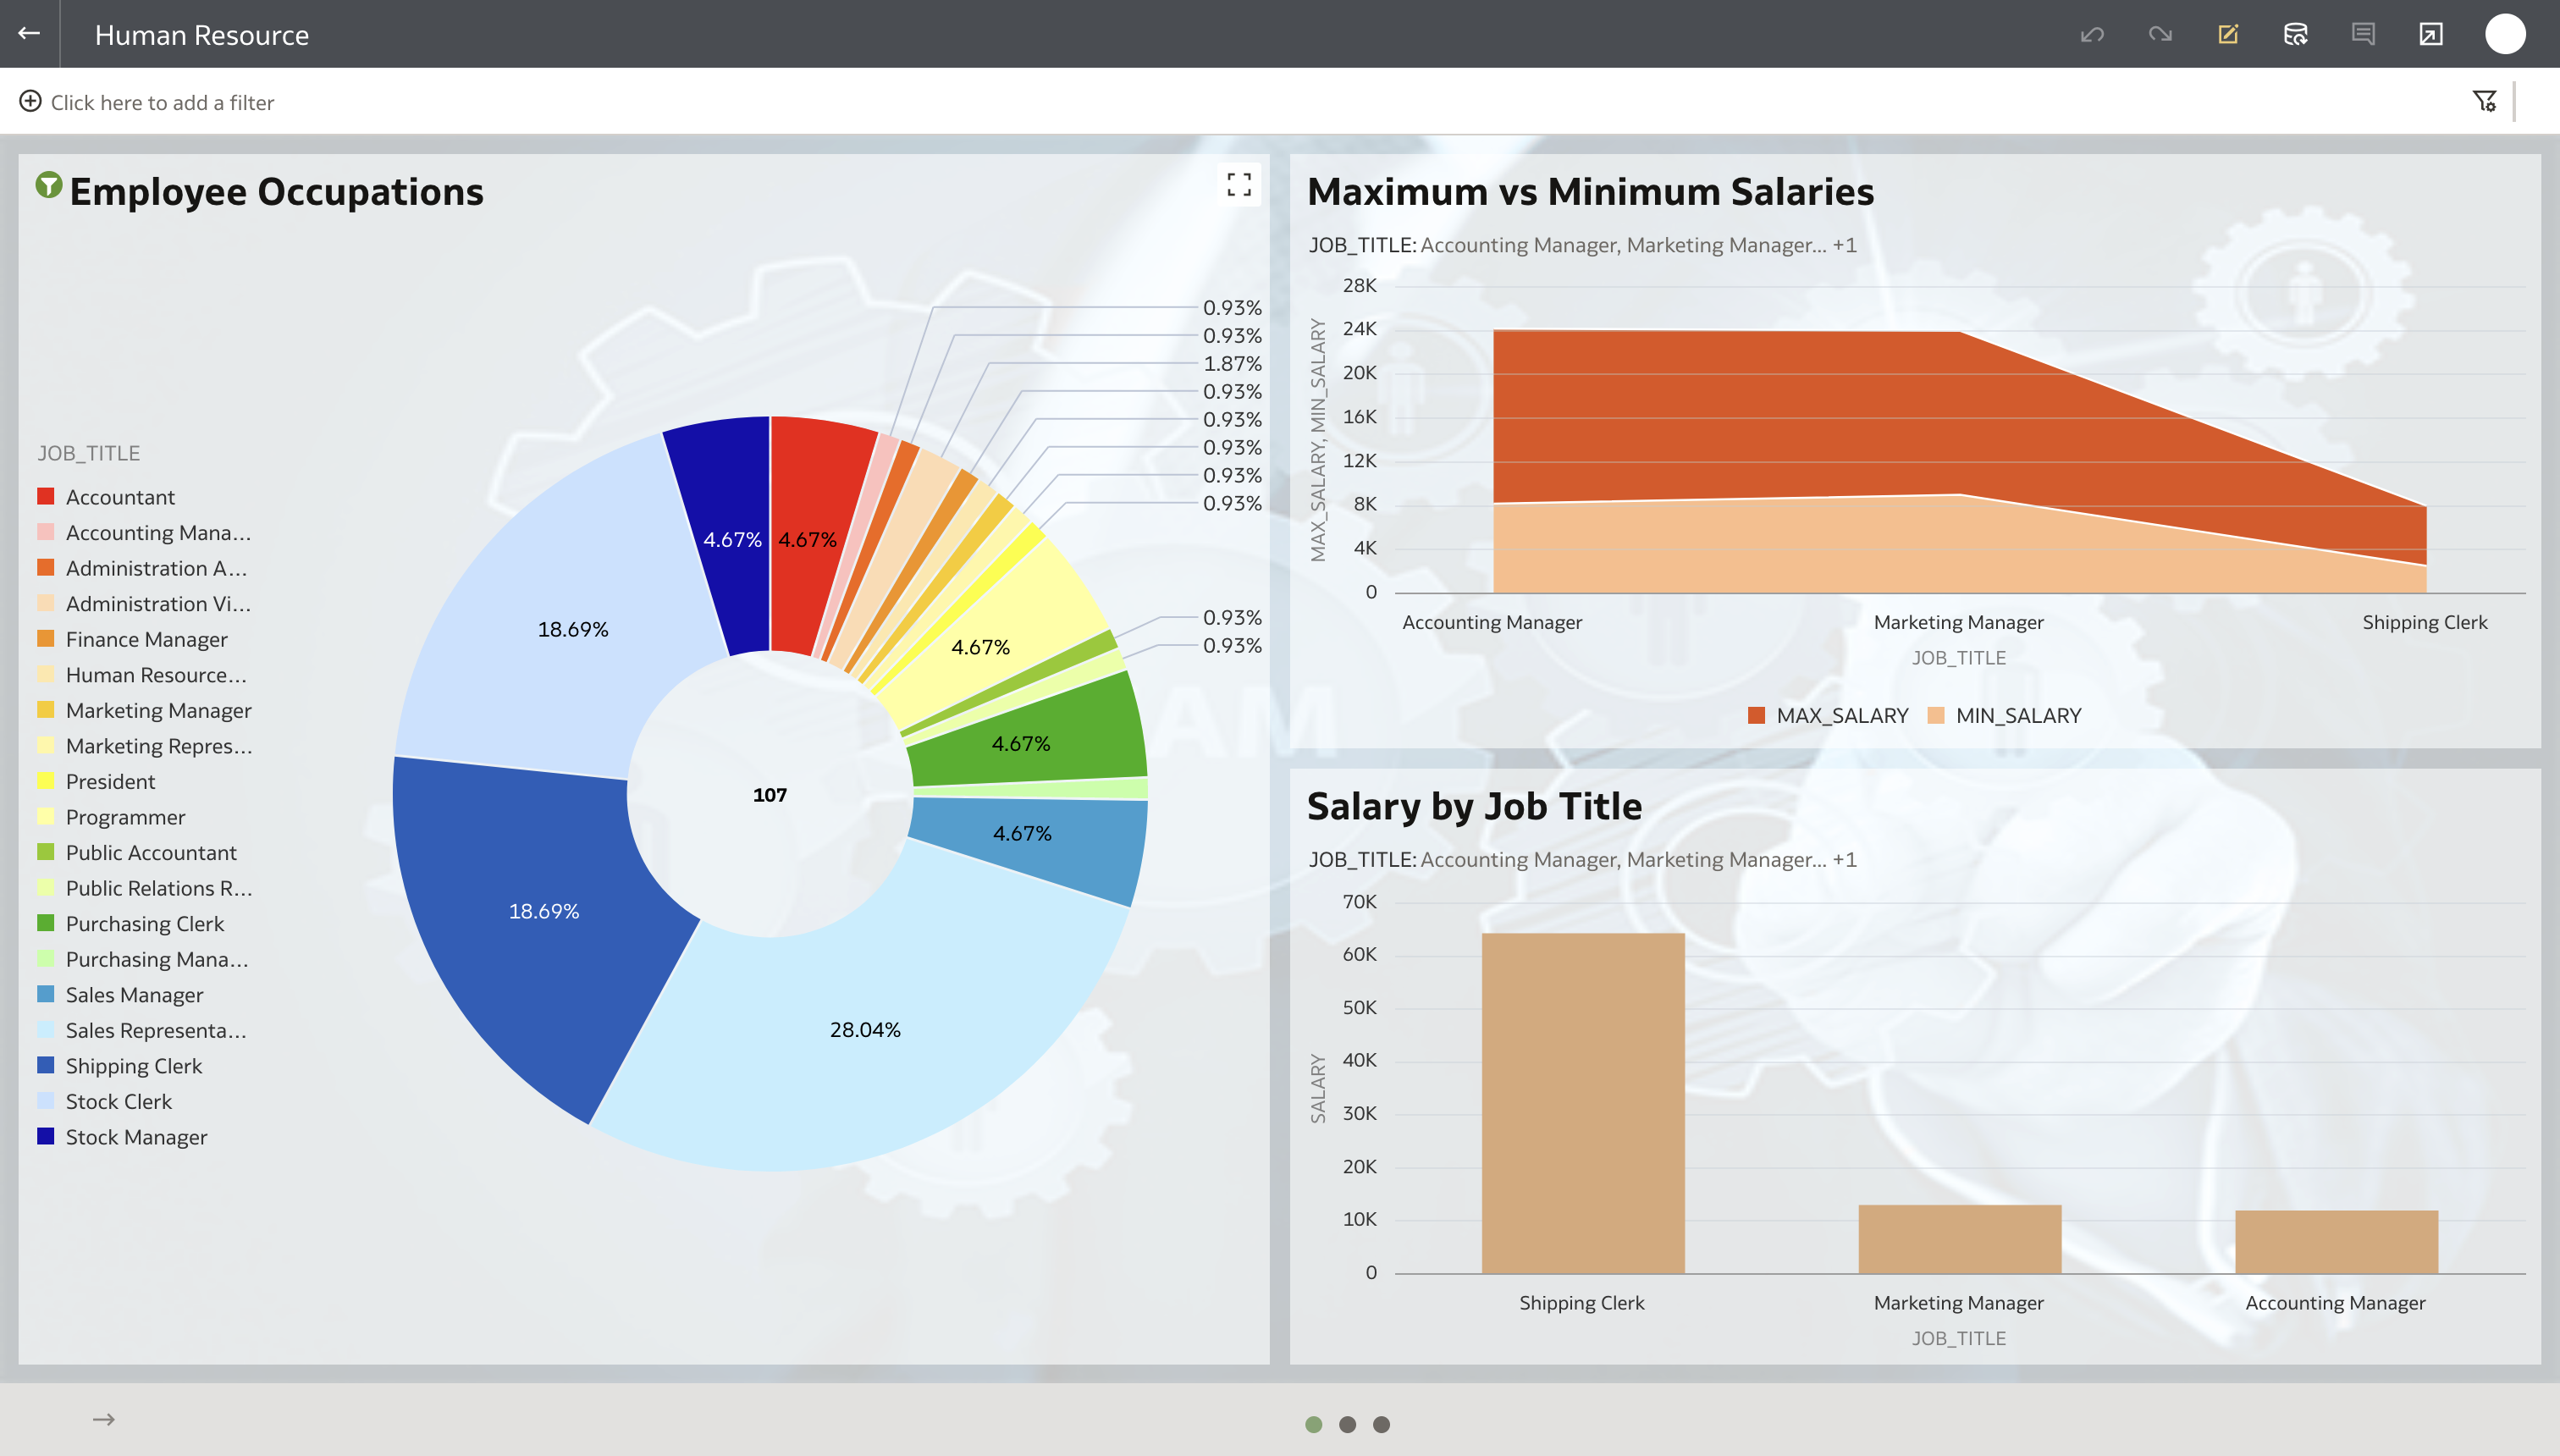 Human Resource
Click here to add a filter
Employee Occupations
0.93%
0.93%
1.87%
0.93%
0.93%
0.93%
0.93%
0.93%
4.67%
4.67%
18.69%
4.67%
0.93%
0.93%
4.67%
107
4.67%
18.69%
28.04%
JOB_TITLE
Accountant
Accounting Mana...
Administration A...
Administration Vi...
Finance Manager
Human Resource...
Marketing Manager
Marketing Repres...
President
Programmer
Public Accountant
Public Relations R...
Purchasing Clerk
Purchasing Mana...
Sales Manager
Sales Representa...
Shipping Clerk
Stock Clerk
Stock Manager
Maximum vs Minimum Salaries
JOB_TITLE: Accounting Manager, Marketing Manager... +1
MAX_SALARY, MIN_SALARY
28K
24K
20K
16K
12K
8K
4K
0
Accounting Manager
Marketing Manager
Shipping Clerk
JOB_TITLE
MAX_SALARY
MIN_SALARY
Salary by Job Title
JOB_TITLE: Accounting Manager, Marketing Manager... +1
SALARY
70K
60K
50K
40K
30K
20K
10K
0
Shipping Clerk
Marketing Manager
Accounting Manager
JOB_TITLE